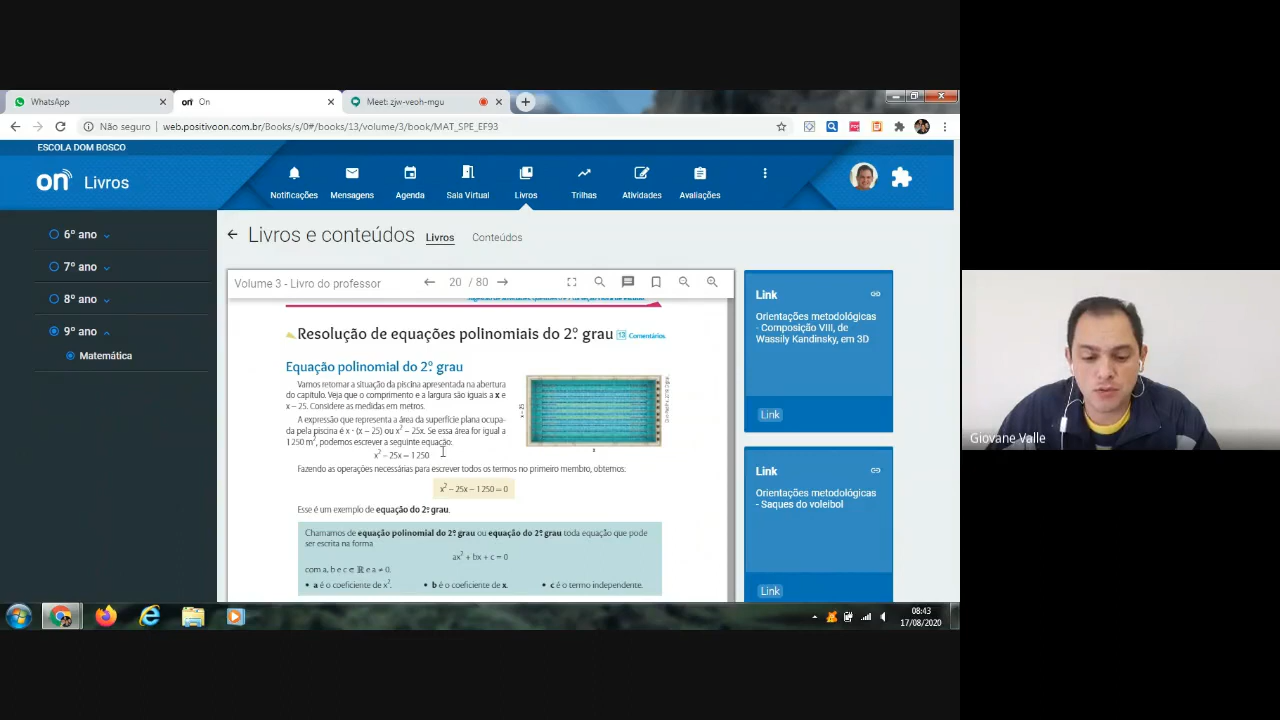 WhatsApp
On
Meet: zjw-veoh-mgu
Não seguro
web.positivoon.com.br/Books/s/0#/books/13/volume/3/book/MAT_SPE_EF93
ESCOLA DOM BOSCO
on Livros
Notificações
Mensagens
Agenda
Sala Virtual
Livros
Trilhas
Atividades
Avaliações
6º ano
7º ano
8º ano
9º ano
Matemática
Livros e conteúdos
Livros
Conteúdos
Volume 3 - Livro do professor
20 / 80
Resolução de equações polinomiais do 2º. grau
13 Comentários
Equação polinomial do 2º. grau
Vamos retomar a situação da piscina apresentada na abertura
do capítulo. Veja que o comprimento e a largura são iguais a x e
x – 25. Considere as medidas em metros.
A expressão que representa a área da superfície plana ocupa-
da pela piscina é x · (x – 25) ou x² – 25x. Se essa área for igual a
1 250 m², podemos escrever a seguinte equação:
x² – 25x = 1 250
x – 25
x
Fazendo as operações necessárias para escrever todos os termos no primeiro membro, obtemos:
x² – 25x – 1 250 = 0
Esse é um exemplo de equação do 2º. grau.
Chamamos de equação polinomial do 2º. grau ou equação do 2º. grau toda equação que pode
ser escrita na forma
ax² + bx + c = 0
com a, b e c ∈ ℝ e a ≠ 0.
• a é o coeficiente de x².
• b é o coeficiente de x.
• c é o termo independente.
Link
Orientações metodológicas
- Composição VIII, de
Wassily Kandinsky, em 3D
Link
Link
Orientações metodológicas
- Saques do voleibol
Link
08:43
17/08/2020
Giovane Valle